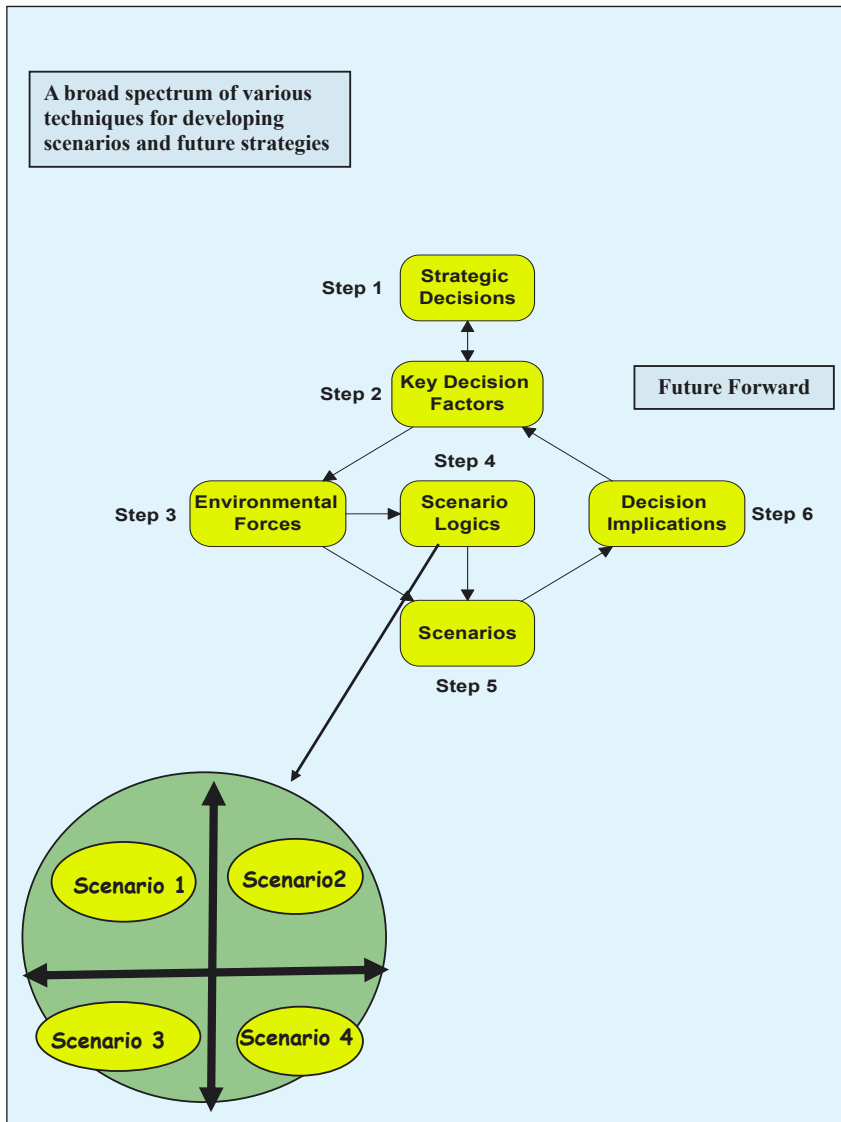 A broad spectrum of various
techniques for developing
scenarios and future strategies
Step 1
Strategic
Decisions
Step 2
Key Decision
Factors
Future Forward
Step 4
Step 3
Environmental
Forces
Scenario
Logics
Decision
Implications
Step 6
Scenarios
Step 5
Scenario 1
Scenario2
Scenario 3
Scenario 4